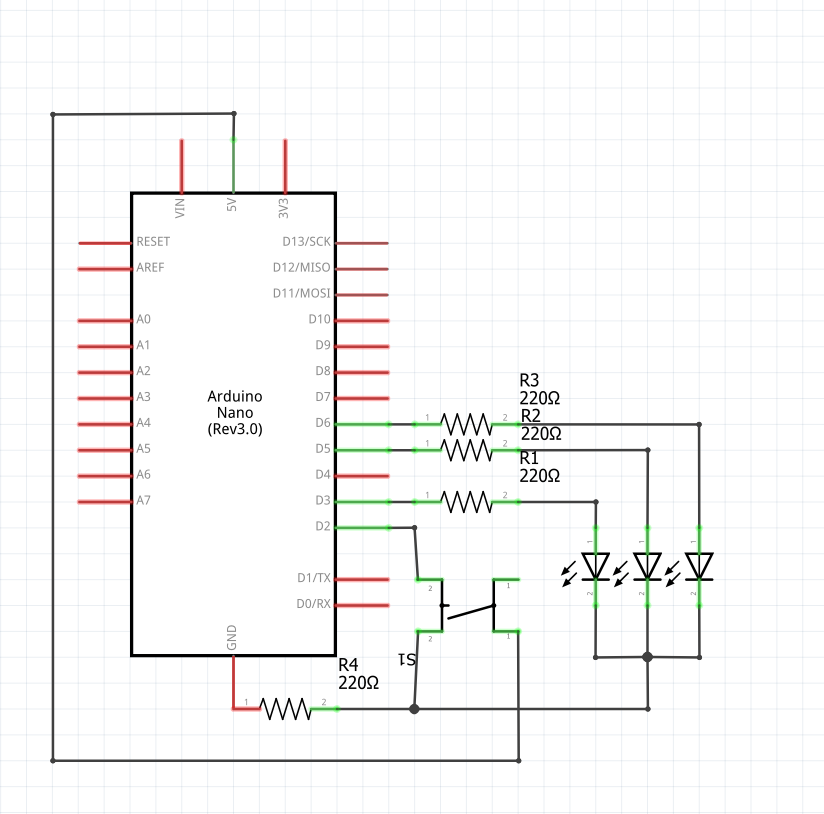 VIN
5V
3V3
RESET
D13/SCK
AREF
D12/MISO
D11/MOSI
A0
D10
A1
D9
A2
D8
A3
D7
Arduino
Nano
(Rev3.0)
A4
D6
A5
D5
A6
D4
A7
D3
D2
D1/TX
D0/RX
GND
R3
220Ω
R2
220Ω
R1
220Ω
1
2
1
2
1
2
1
1
1
2
1
2
2
2
2
1
S1
R4
220Ω
1
2